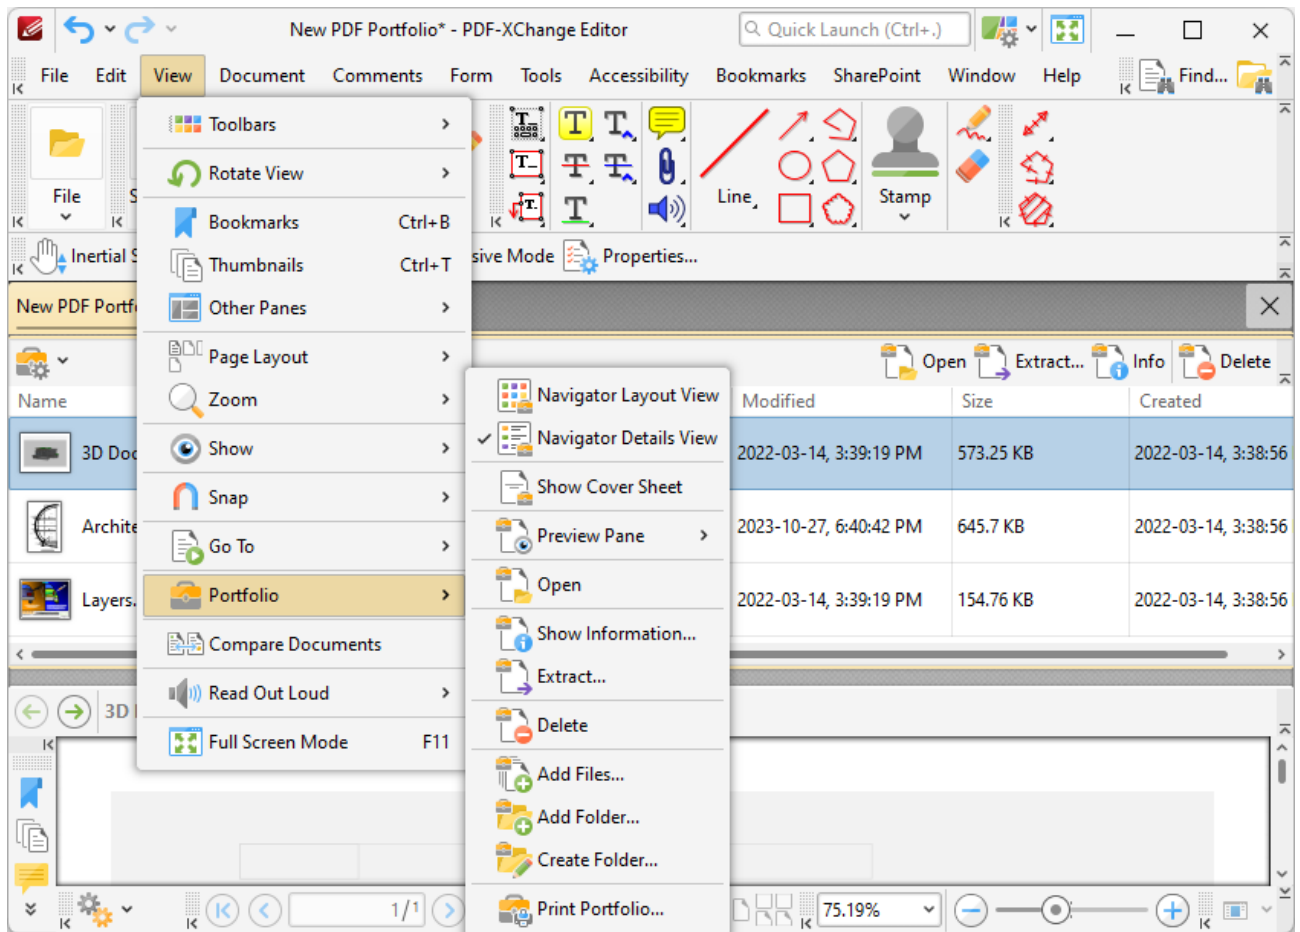 New PDF Portfolio* - PDF-XChange Editor
Quick Launch (Ctrl+.)
File Edit View Document Comments Form Tools Accessibility Bookmarks SharePoint Window Help Find...
File
Line
Stamp
Inertial
sive Mode Properties...
New PDF Portf
Toolbars
Rotate View
Bookmarks Ctrl+B
Thumbnails Ctrl+T
Other Panes
Page Layout
Zoom
Show
Snap
Go To
Portfolio
Compare Documents
Read Out Loud
Full Screen Mode F11
Open Extract... Info Delete
Name Modified Size Created
3D Doc 2022-03-14, 3:39:19 PM 573.25 KB 2022-03-14, 3:38:56
Archite 2023-10-27, 6:40:42 PM 645.7 KB 2022-03-14, 3:38:56
Layers. 2022-03-14, 3:39:19 PM 154.76 KB 2022-03-14, 3:38:56
Navigator Layout View
Navigator Details View
Show Cover Sheet
Preview Pane
Open
Show Information...
Extract...
Delete
Add Files...
Add Folder...
Create Folder...
Print Portfolio...
3D
1/1
75.19%